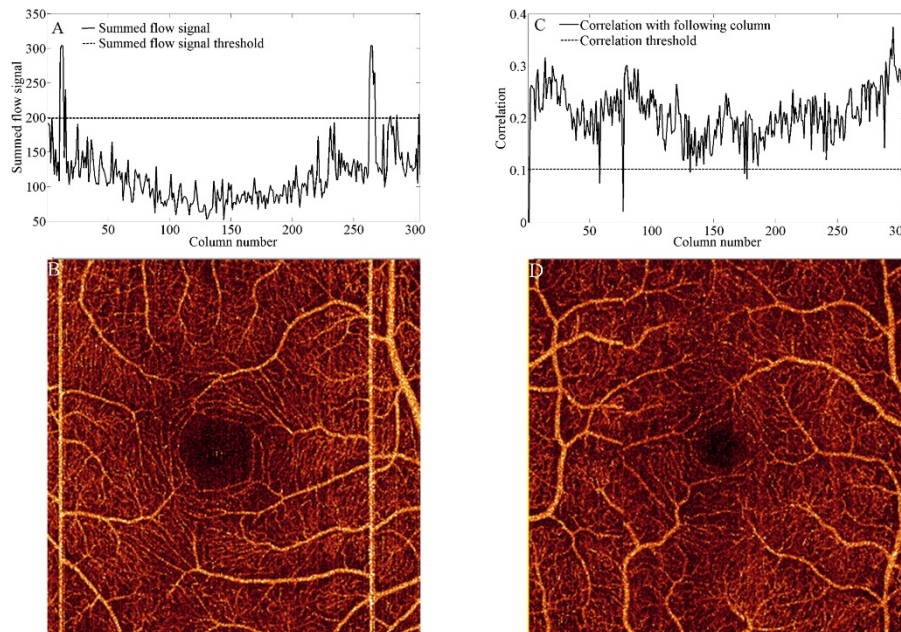 A
Summed flow signal
Summed flow signal threshold
350
300
250
200
150
100
50
Summed flow signal
50
100
150
200
250
300
Column number
C
Correlation with following column
Correlation threshold
0.4
0.3
0.2
0.1
0
Correlation
50
100
150
200
250
300
Column number
B
D